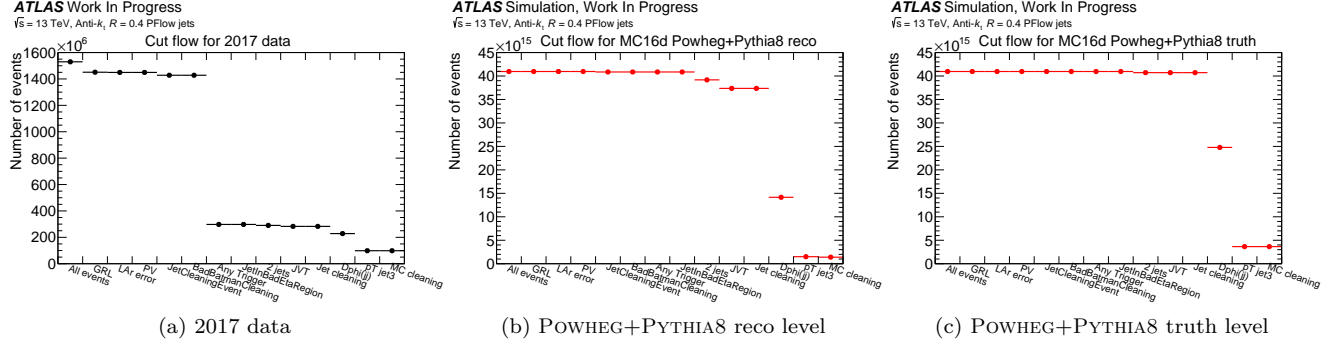 ATLAS Work In Progress
√s = 13 TeV, Anti-kt, R = 0.4 PFlow jets
Cut flow for 2017 data
×10⁶
Number of events
1600
1400
1200
1000
800
600
400
200
0
All events
GRL
LAr error
PV
JetCleaningEvent
BadBatmanCleaning
Any Trigger
JetInBadEtaRegion
2 jets
JVT
Jet cleaning
Dphi(jj)
pT jet3
MC cleaning
(a) 2017 data
ATLAS Simulation, Work In Progress
√s = 13 TeV, Anti-kt, R = 0.4 PFlow jets
Cut flow for MC16d Powheg+Pythia8 reco
×10¹⁵
Number of events
45
40
35
30
25
20
15
10
5
0
All events
GRL
LAr error
PV
JetCleaningEvent
BadBatmanCleaning
Any Trigger
JetInBadEtaRegion
2 jets
JVT
Jet cleaning
Dphi(jj)
pT jet3
MC cleaning
(b) POWHEG+PYTHIA8 reco level
ATLAS Simulation, Work In Progress
√s = 13 TeV, Anti-kt, R = 0.4 PFlow jets
Cut flow for MC16d Powheg+Pythia8 truth
×10¹⁵
Number of events
45
40
35
30
25
20
15
10
5
0
All events
GRL
LAr error
PV
JetCleaningEvent
BadBatmanCleaning
Any Trigger
JetInBadEtaRegion
2 jets
JVT
Jet cleaning
Dphi(jj)
pT jet3
MC cleaning
(c) POWHEG+PYTHIA8 truth level